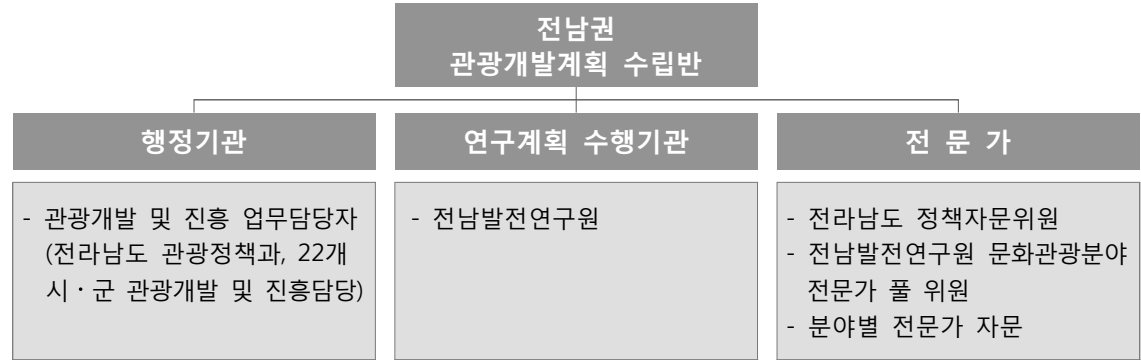 전남권
관광개발계획 수립반
행정기관
연구계획 수행기관
전 문 가
- 관광개발 및 진흥 업무담당자
(전라남도 관광정책과, 22개
시・군 관광개발 및 진흥담당)
- 전남발전연구원
- 전라남도 정책자문위원
- 전남발전연구원 문화관광분야
전문가 풀 위원
- 분야별 전문가 자문